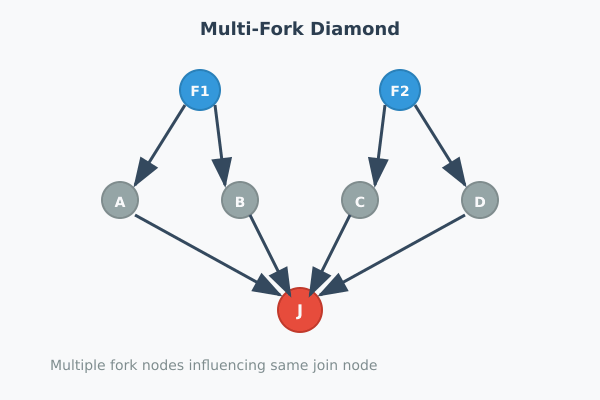 Multi-Fork Diamond
F1
F2
A
B
C
D
J
Multiple fork nodes influencing same join node